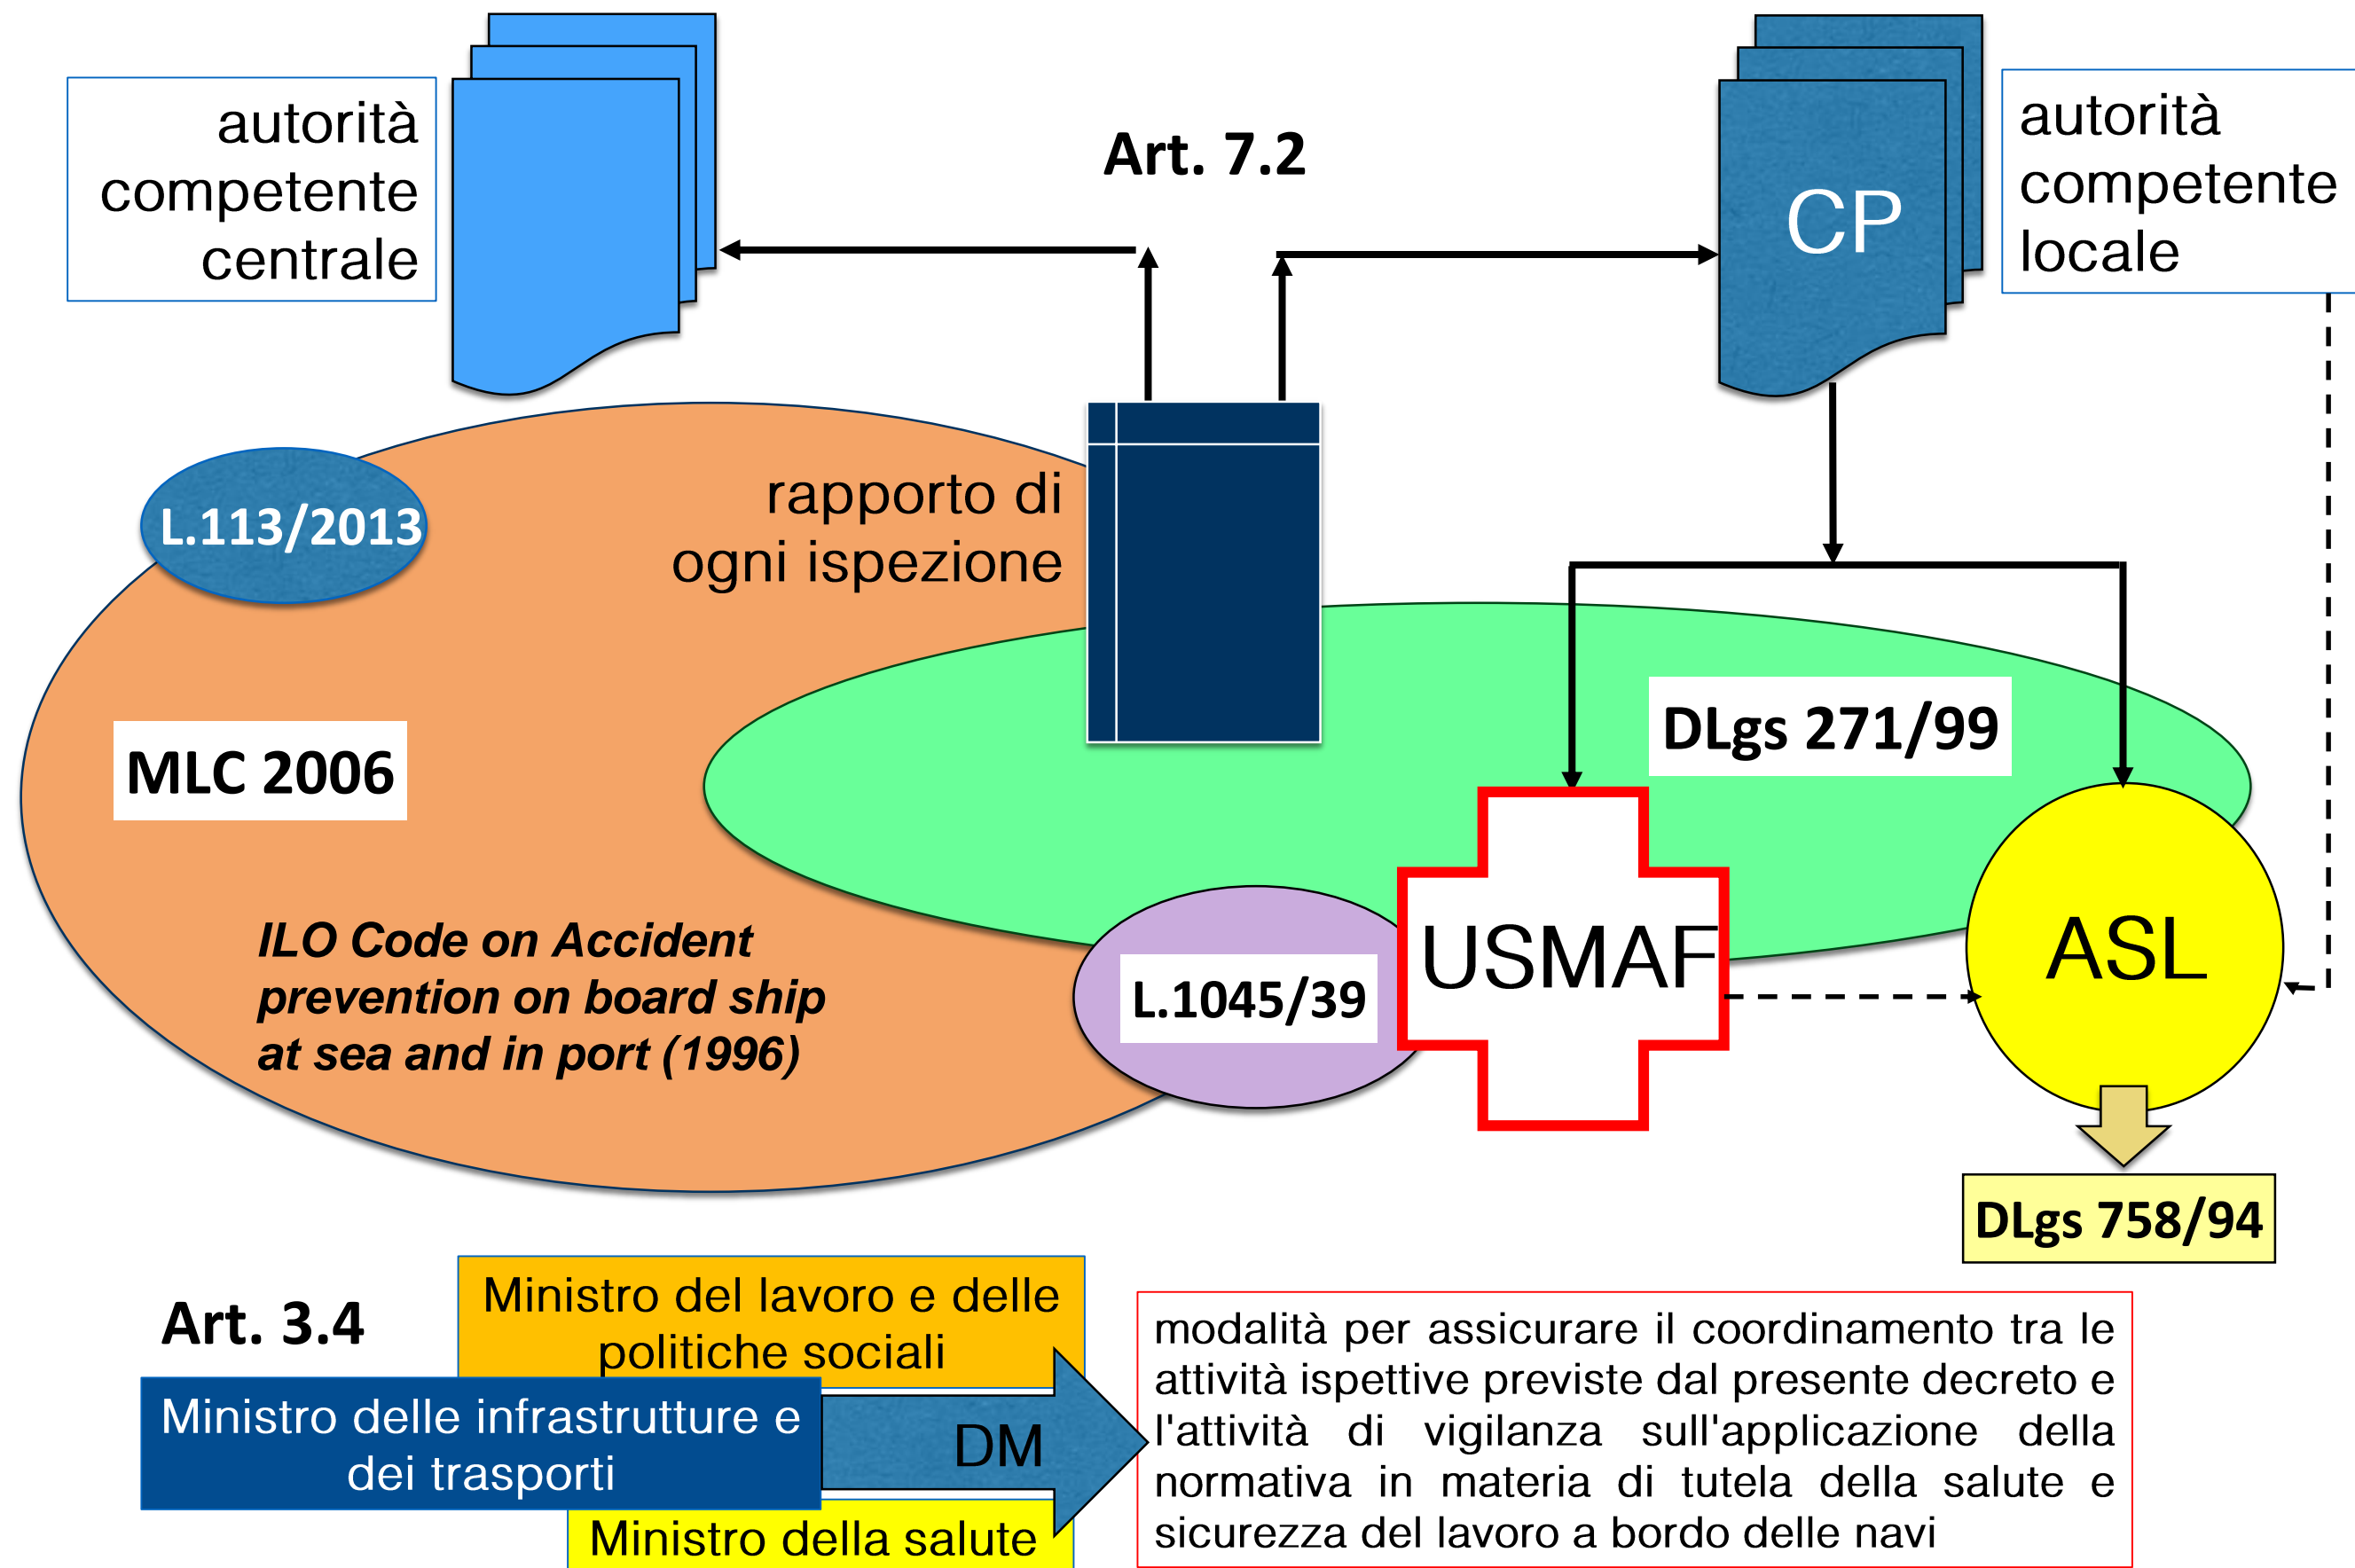 autorità
competente
centrale
Art. 7.2
CP
autorità
competente
locale
L.113/2013
rapporto di
ogni ispezione
MLC 2006
DLgs 271/99
ILO Code on Accident
prevention on board ship
at sea and in port (1996)
L.1045/39
USMAF
ASL
DLgs 758/94
Art. 3.4
Ministro del lavoro e delle
politiche sociali
Ministro delle infrastrutture e
dei trasporti
DM
Ministro della salute
modalità per assicurare il coordinamento tra le
attività ispettive previste dal presente decreto e
l'attività di vigilanza sull'applicazione della
normativa in materia di tutela della salute e
sicurezza del lavoro a bordo delle navi